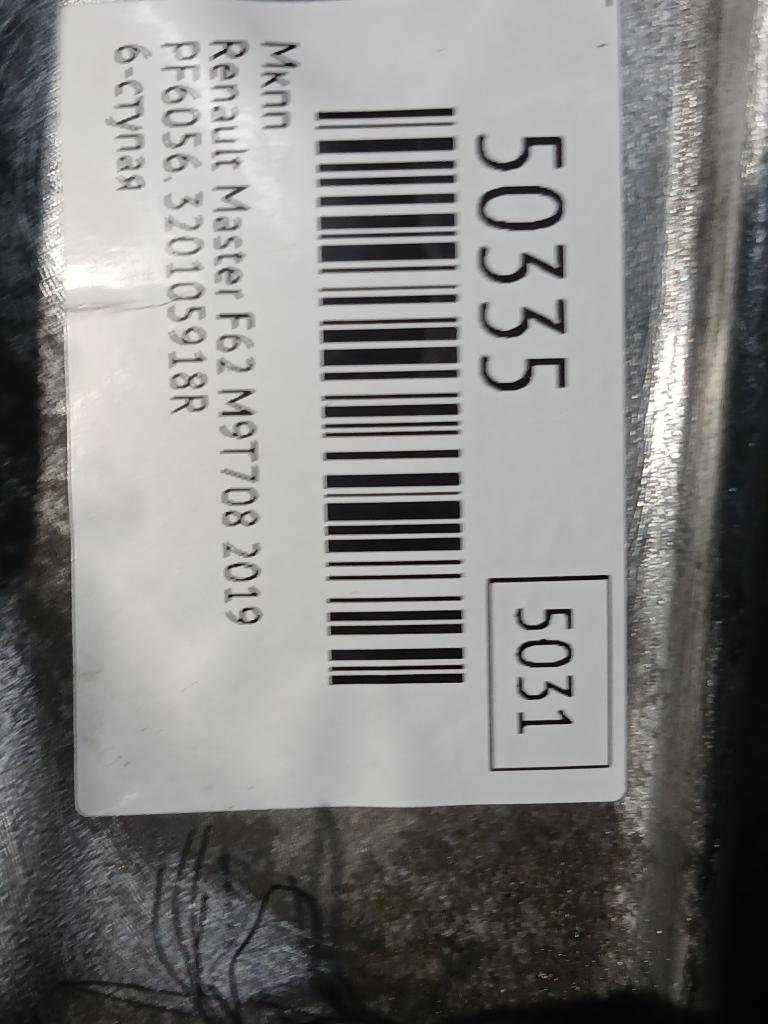 50335
5031
Мкпп
Renault Master F62 M9T708 2019
PF6056. 320105918R
6-ступая